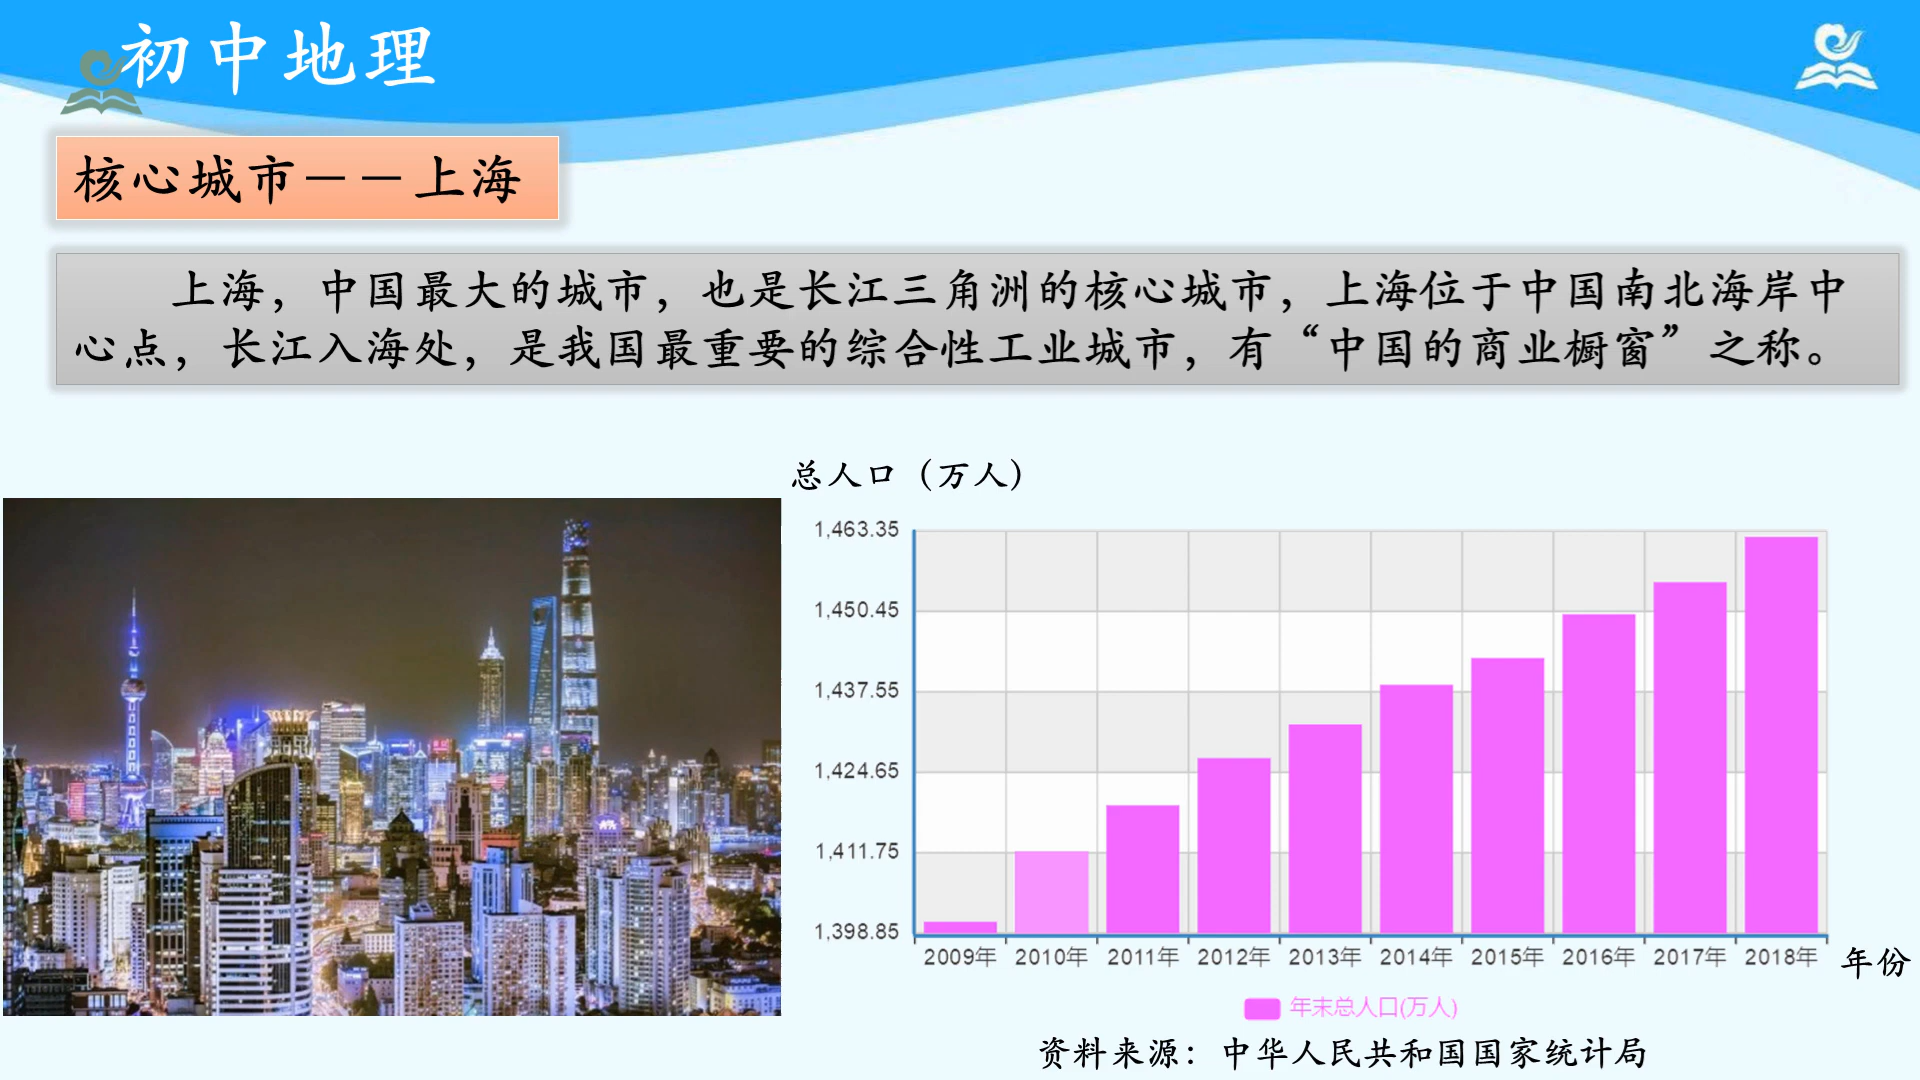 初中地理
核心城市－－上海
上海，中国最大的城市，也是长江三角洲的核心城市，上海位于中国南北海岸中
心点，长江入海处，是我国最重要的综合性工业城市，有“中国的商业橱窗”之称。
总人口（万人）
1,463.35
1,450.45
1,437.55
1,424.65
1,411.75
1,398.85
2009年 2010年 2011年 2012年 2013年 2014年 2015年 2016年 2017年 2018年
年份
年末总人口(万人)
资料来源：中华人民共和国国家统计局